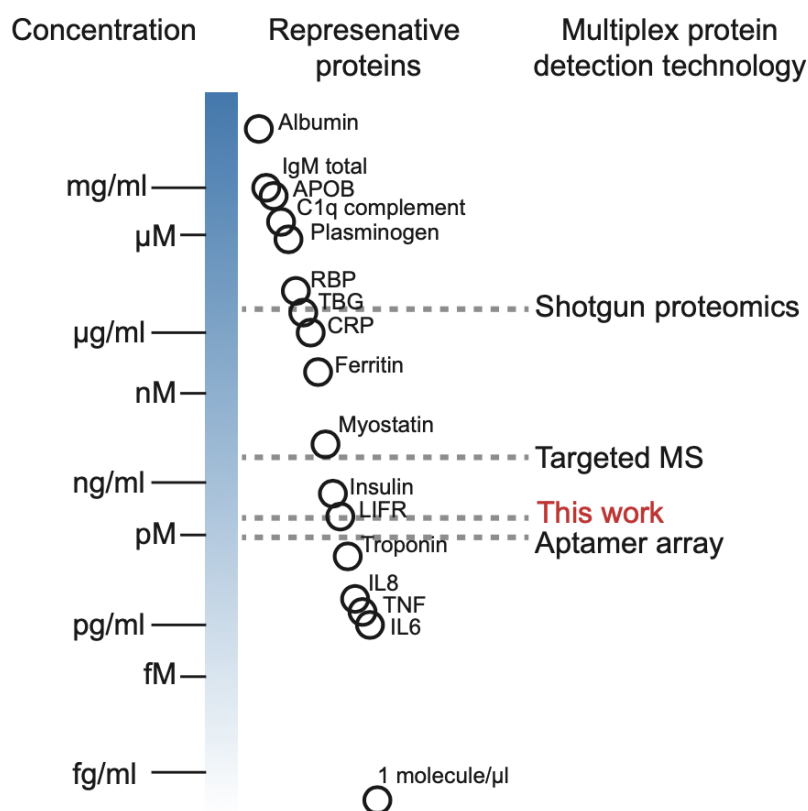 Concentration
Represenative
proteins
Multiplex protein
detection technology
Albumin
IgM total
mg/ml
APOB
C1q complement
µM
Plasminogen
RBP
TBG
Shotgun proteomics
µg/ml
CRP
Ferritin
nM
Myostatin
Targeted MS
ng/ml
Insulin
LIFR
This work
pM
Troponin
Aptamer array
IL8
TNF
pg/ml
IL6
fM
fg/ml
1 molecule/µl